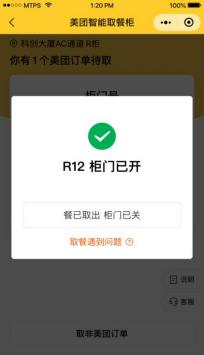 MTPS 1:20 PM 100%
美团智能取餐柜
科创大厦AC通道 R柜
你有1个美团订单待取
R12 柜门已开
餐已取出 柜门已关
取餐遇到问题 ?
说明
客服
取非美团订单